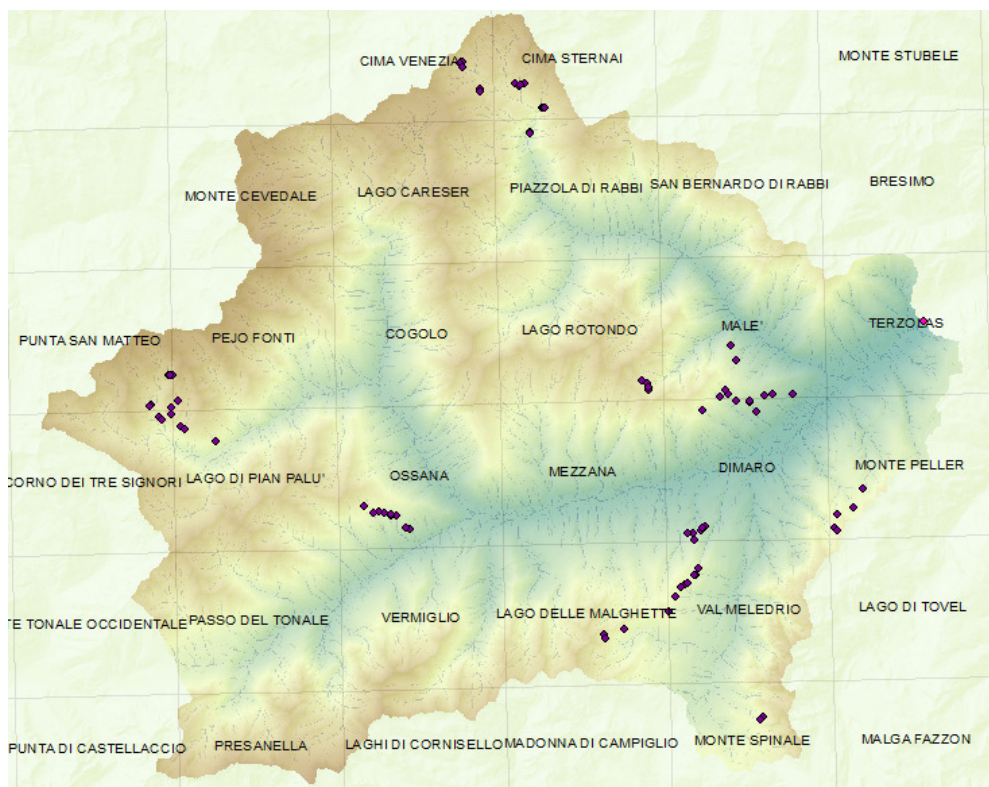 MONTE STUBELE
CIMA VENEZIA
CIMA STERNAI
BRESIMO
PIAZZOLA DI RABBI
SAN BERNARDO DI RABBI
MONTE CEVEDALE
LAGO CARESER
TERZOLAS
MALE'
LAGO ROTONDO
COGOLO
PEJO FONTI
PUNTA SAN MATTEO
MONTE PELLER
DIMARO
MEZZANA
OSSANA
LAGO DI PIAN PALU'
CORNO DEI TRE SIGNORI
LAGO DI TOVEL
VAL MELEDRIO
LAGO DELLE MALGHETTE
VERMIGLIO
PASSO DEL TONALE
TE TONALE OCCIDENTALE
MALGA FAZZON
MONTE SPINALE
MADONNA DI CAMPIGLIO
LAGHI DI CORNISELLO
PRESANELLA
PUNTA DI CASTELLACCIO